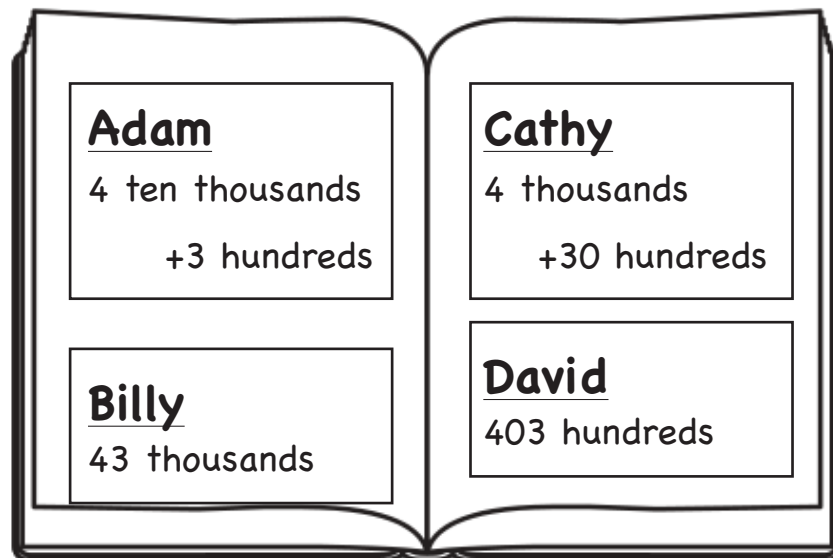 Adam
4 ten thousands
+3 hundreds
Billy
43 thousands
Cathy
4 thousands
+30 hundreds
David
403 hundreds